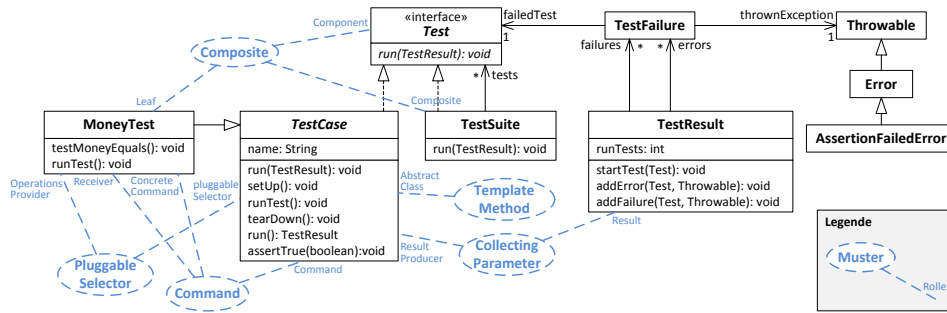 «interface»
Test
run(TestResult): void
failedTest
1
TestFailure
thrownException
1
Throwable
Component
Composite
failures
*
*
errors
*
tests
Error
Leaf
Composite
MoneyTest
testMoneyEquals(): void
runTest(): void
TestCase
name: String
run(TestResult): void
setUp(): void
runTest(): void
tearDown(): void
run(): TestResult
assertTrue(boolean):void
TestSuite
run(TestResult): void
TestResult
runTests: int
startTest(Test): void
addError(Test, Throwable): void
addFailure(Test, Throwable): void
AssertionFailedError
Operations
Provider
Receiver
Concrete
Command
pluggable
Selector
Abstract
Class
Template
Method
Result
Result
Producer
Collecting
Parameter
Pluggable
Selector
Command
Command
Legende
Muster
Rolle